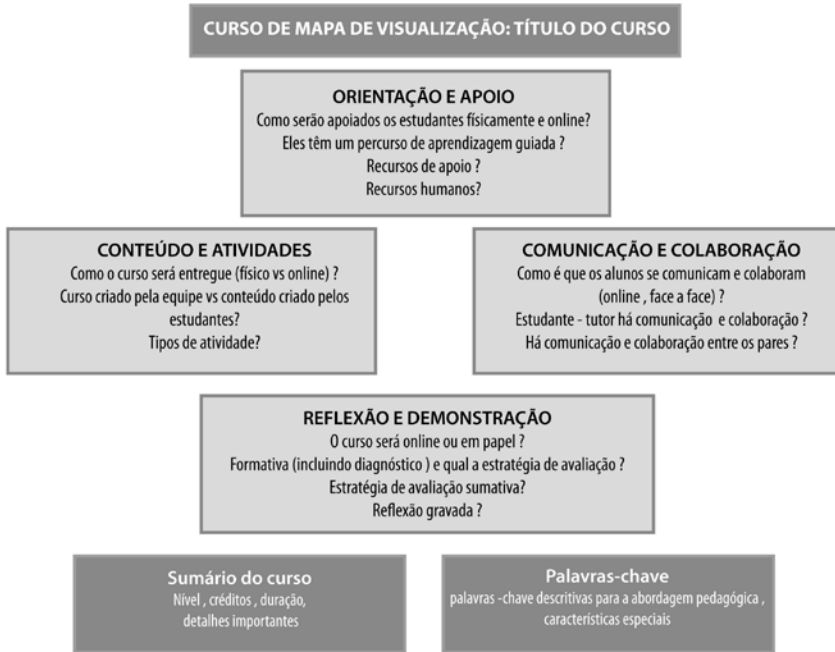 CURSO DE MAPA DE VISUALIZAÇÃO: TÍTULO DO CURSO
ORIENTAÇÃO E APOIO
Como serão apoiados os estudantes físicamente e online?
Eles têm um percurso de aprendizagem guiada ?
Recursos de apoio ?
Recursos humanos?
CONTEÚDO E ATIVIDADES
Como o curso será entregue (físico vs online) ?
Curso criado pela equipe vs conteúdo criado pelos
estudantes?
Tipos de atividade?
COMUNICAÇÃO E COLABORAÇÃO
Como é que os alunos se comunicam e colaboram
(online , face a face) ?
Estudante - tutor há comunicação e colaboração ?
Há comunicação e colaboração entre os pares ?
REFLEXÃO E DEMONSTRAÇÃO
O curso será online ou em papel ?
Formativa (incluindo diagnóstico ) e qual a estratégia de avaliação ?
Estratégia de avaliação sumativa?
Reflexão gravada ?
Sumário do curso
Nível , créditos , duração,
detalhes importantes
Palavras-chave
palavras -chave descritivas para a abordagem pedagógica ,
características especiais